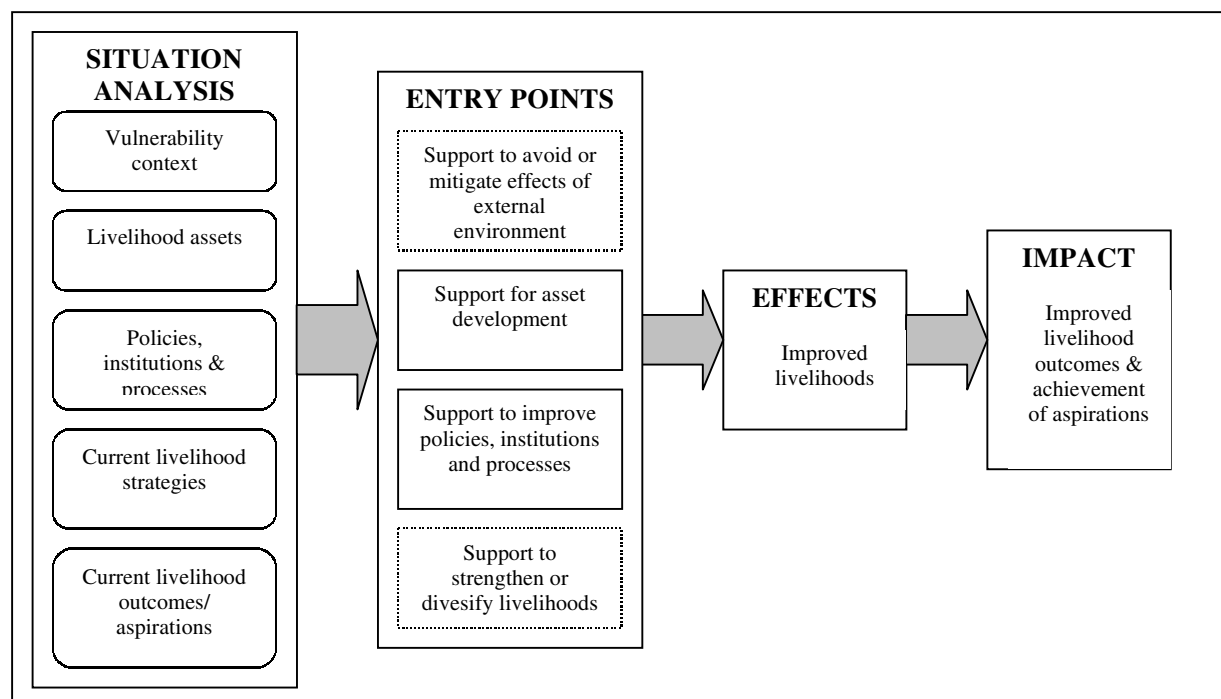 SITUATION
ANALYSIS
Vulnerability
context
Livelihood assets
Policies,
institutions &
processes
Current livelihood
strategies
Current livelihood
outcomes/
aspirations
ENTRY POINTS
Support to avoid or
mitigate effects of
external
environment
Support for asset
development
Support to improve
policies, institutions
and processes
Support to
strengthen or
divesify livelihoods
EFFECTS
Improved
livelihoods
IMPACT
Improved
livelihood
outcomes &
achievement
of aspirations